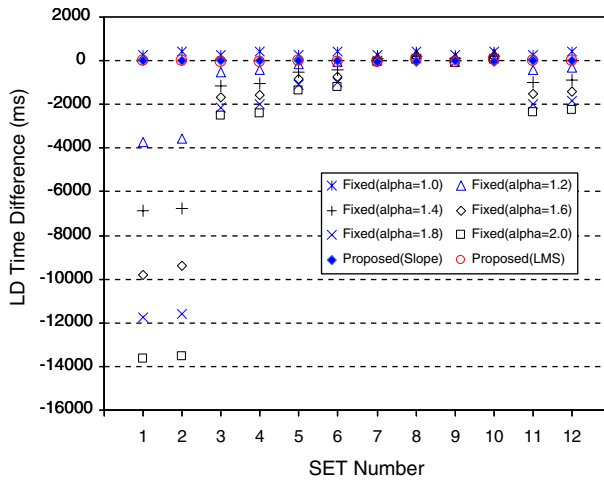 2000
0
-2000
-4000
-6000
-8000
-10000
-12000
-14000
-16000
LD Time Difference (ms)
Fixed(alpha=1.0) Fixed(alpha=1.2)
Fixed(alpha=1.4) Fixed(alpha=1.6)
Fixed(alpha=1.8) Fixed(alpha=2.0)
Proposed(Slope) Proposed(LMS)
1 2 3 4 5 6 7 8 9 10 11 12
SET Number